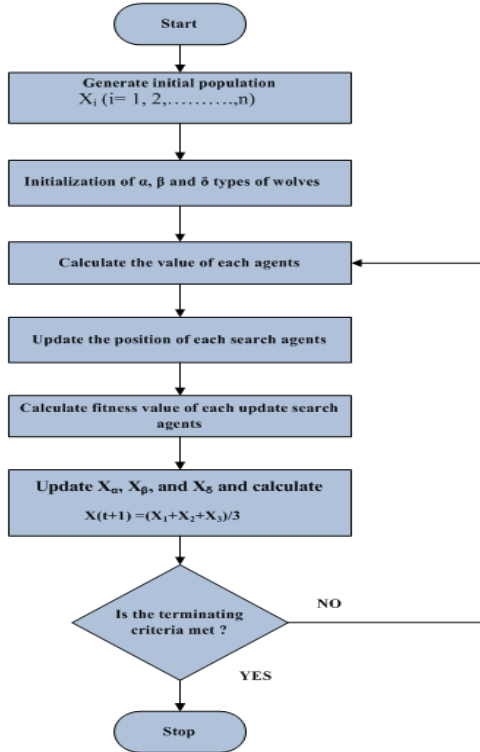 Start
Generate initial population
Xᵢ (i= 1, 2,……….,n)
Initialization of α, β and δ types of wolves
Calculate the value of each agents
Update the position of each search agents
Calculate fitness value of each update search
agents
Update Xα, Xβ, and Xδ and calculate
X(t+1) =(X₁+X₂+X₃)/3
Is the terminating
criteria met ?
NO
YES
Stop